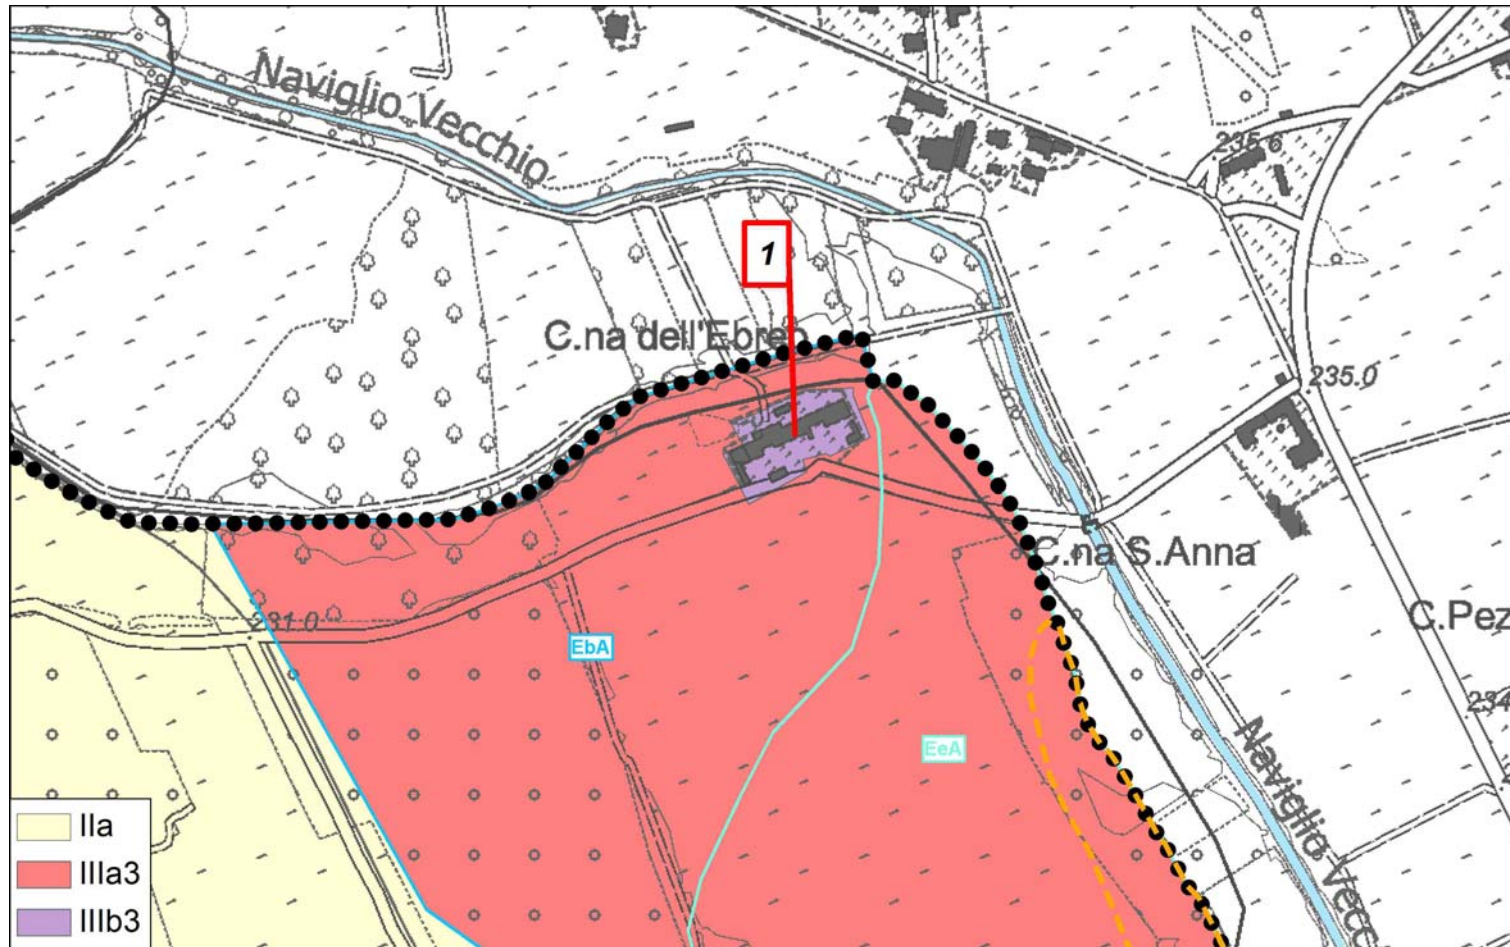 Naviglio Vecchio
235.6
1
C.na dell'Ebreo
235.0
C.na S.Anna
231.0
C.Pez
EbA
234
EeA
Naviglio Vecc
IIa
IIIa3
IIIb3